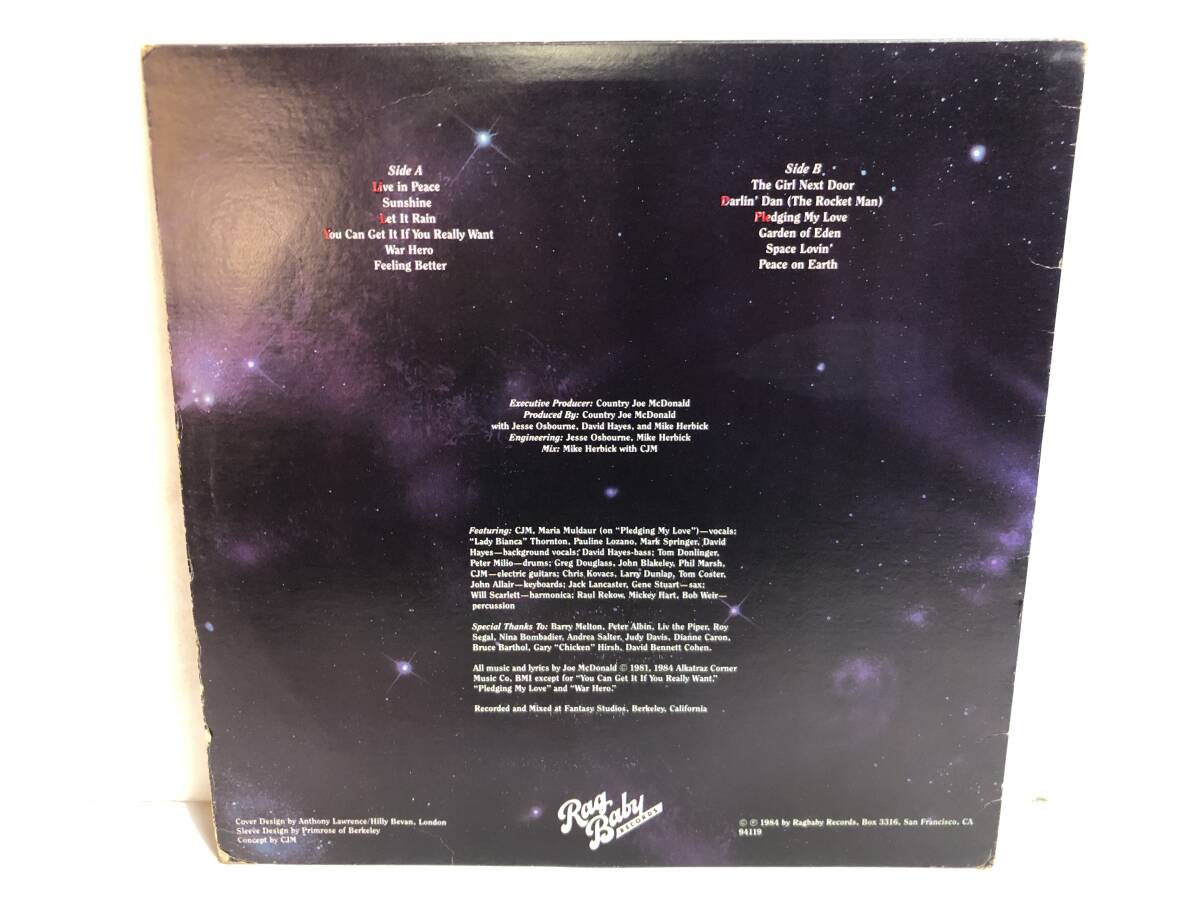 Side A
Live in Peace
Sunshine
Let It Rain
You Can Get It If You Really Want
War Hero
Feeling Better
Side B
The Girl Next Door
Darlin' Dan (The Rocket Man)
Pledging My Love
Garden of Eden
Space Lovin'
Peace on Earth
Executive Producer: Country Joe McDonald
Produced By: Country Joe McDonald
with Jesse Osbourne, David Hayes, and Mike Herbick
Engineering: Jesse Osbourne, Mike Herbick
Mix: Mike Herbick with CJM
Featuring: CJM, Maria Muldaur (on "Pledging My Love")—vocals;
"Lady Bianca" Thornton, Pauline Lozano, Mark Springer, David
Hayes—background vocals; David Hayes-bass; Tom Donlinger,
Peter Milio—drums; Greg Douglass, John Blakeley, Phil Marsh,
CJM—electric guitars; Chris Kovacs, Larry Dunlap, Tom Coster,
John Allair—keyboards; Jack Lancaster, Gene Stuart—sax;
Will Scarlett—harmonica; Raul Rekow, Mickey Hart, Bob Weir—
percussion
Special Thanks To: Barry Melton, Peter Albin, Liv the Piper, Roy
Segal, Nina Bombadier, Andrea Salter, Judy Davis, Dianne Caron,
Bruce Barthol, Gary "Chicken" Hirsh, David Bennett Cohen.
All music and lyrics by Joe McDonald © 1981, 1984 Alkatraz Corner
Music Co, BMI except for "You Can Get It If You Really Want,"
"Pledging My Love" and "War Hero."
Recorded and Mixed at Fantasy Studios, Berkeley, California
Cover Design by Anthony Lawrence/Hilly Bevan, London
Sleeve Design by Primrose of Berkeley
Concept by CJM
Rag
Baby
RECORDS
© ℗ 1984 by Ragbaby Records, Box 3316, San Francisco, CA
94119